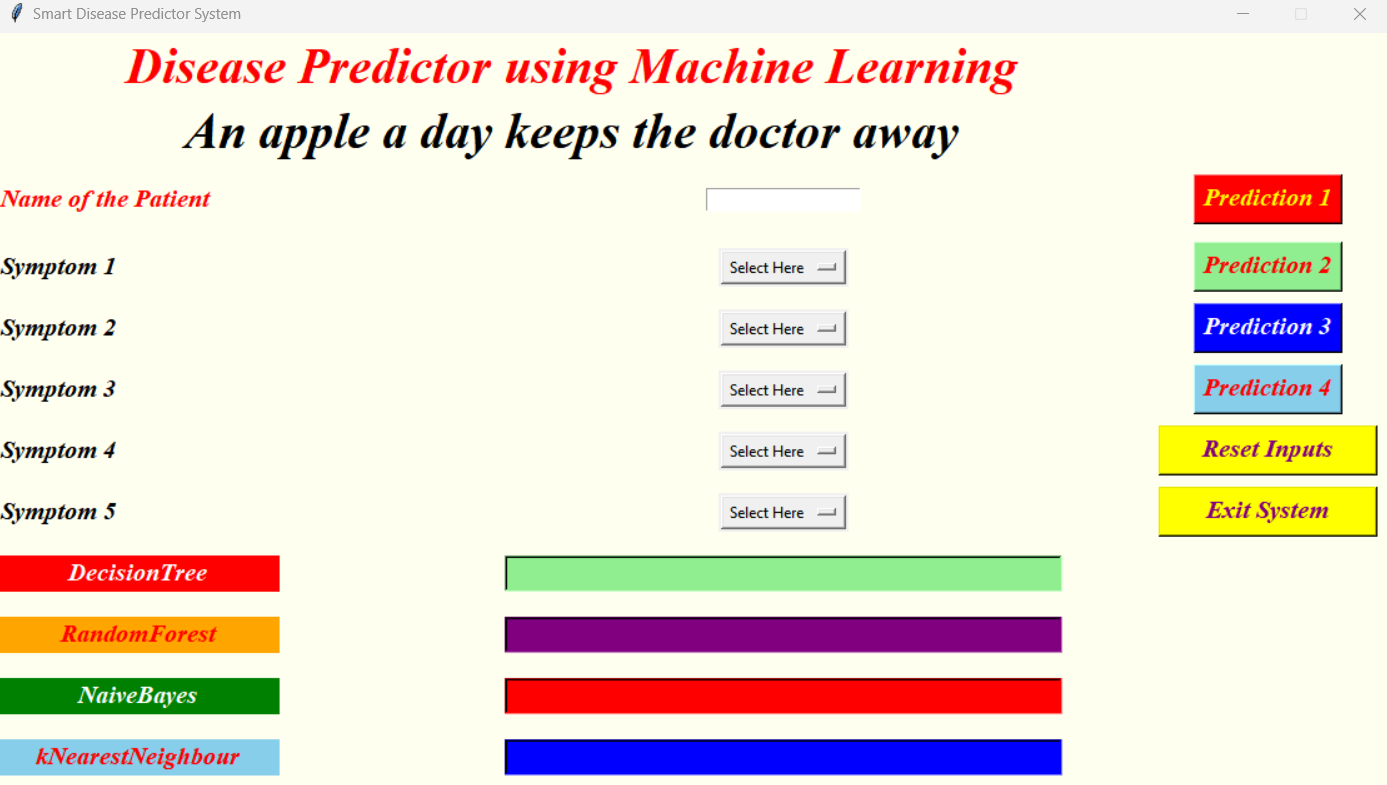 Smart Disease Predictor System
Disease Predictor using Machine Learning
An apple a day keeps the doctor away
Name of the Patient
Prediction 1
Symptom 1
Select Here
Prediction 2
Symptom 2
Select Here
Prediction 3
Symptom 3
Select Here
Prediction 4
Symptom 4
Select Here
Reset Inputs
Symptom 5
Select Here
Exit System
DecisionTree
RandomForest
NaiveBayes
kNearestNeighbour